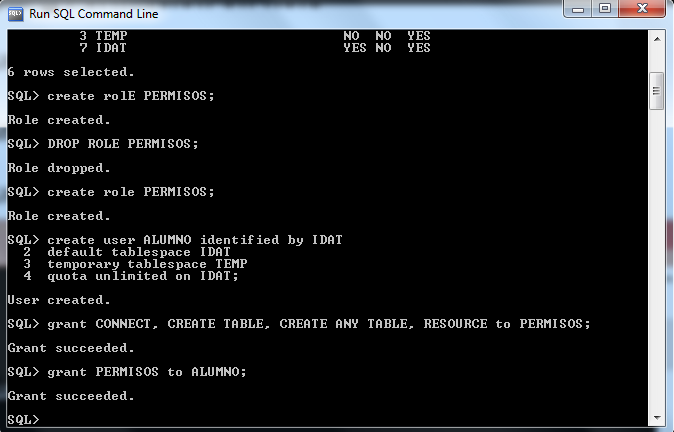 Run SQL Command Line
3 TEMP NO NO YES
7 IDAT YES NO YES
6 rows selected.
SQL> create rolE PERMISOS;
Role created.
SQL> DROP ROLE PERMISOS;
Role dropped.
SQL> create role PERMISOS;
Role created.
SQL> create user ALUMNO identified by IDAT
2 default tablespace IDAT
3 temporary tablespace TEMP
4 quota unlimited on IDAT;
User created.
SQL> grant CONNECT, CREATE TABLE, CREATE ANY TABLE, RESOURCE to PERMISOS;
Grant succeeded.
SQL> grant PERMISOS to ALUMNO;
Grant succeeded.
SQL>